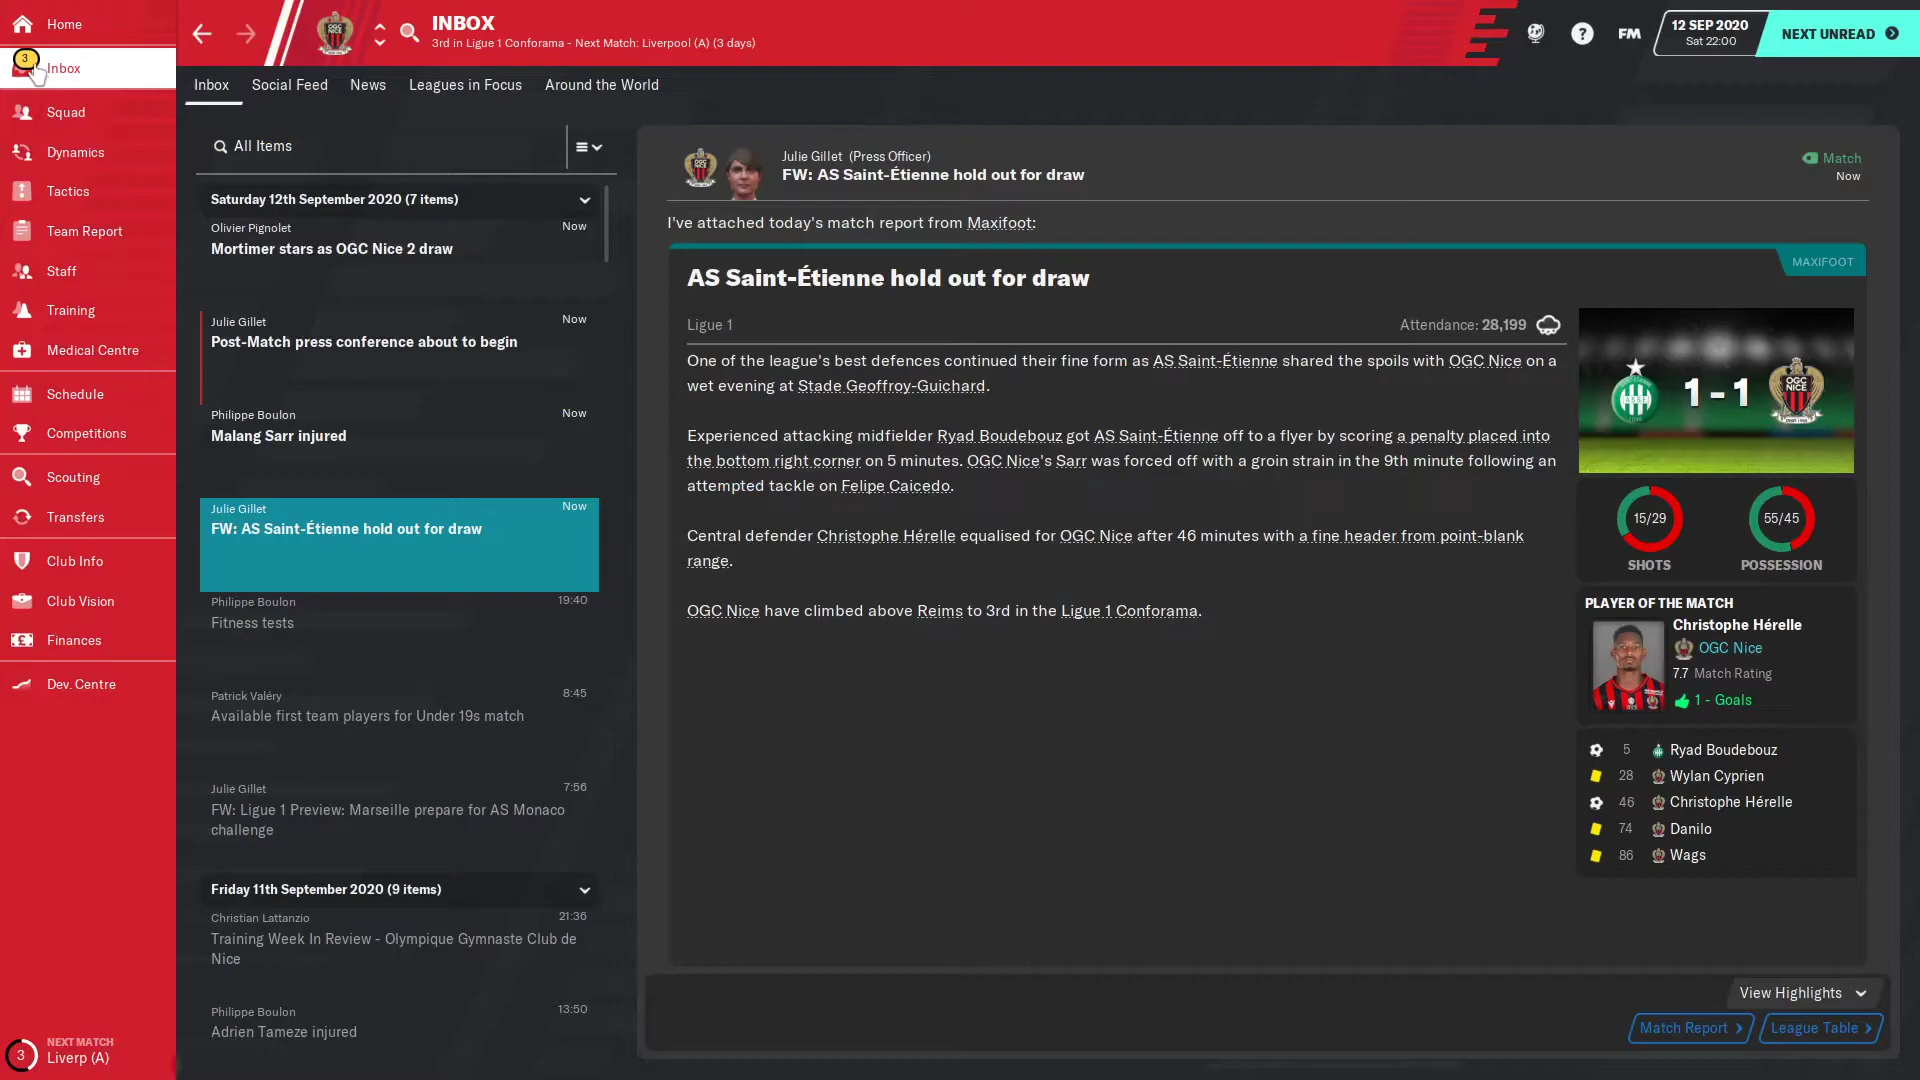 Home
3
Inbox
Squad
Dynamics
Tactics
Team Report
Staff
Training
Medical Centre
Schedule
Competitions
Scouting
Transfers
Club Info
Club Vision
Finances
Dev. Centre
3
NEXT MATCH
Liverp (A)
OGC
NICE
INBOX
3rd in Ligue 1 Conforama - Next Match: Liverpool (A) (3 days)
?
FM
12 SEP 2020
Sat 22:00
NEXT UNREAD
Inbox
Social Feed
News
Leagues in Focus
Around the World
All Items
Saturday 12th September 2020 (7 items)
Olivier Pignolet
Now
Mortimer stars as OGC Nice 2 draw
Julie Gillet
Now
Post-Match press conference about to begin
Philippe Boulon
Now
Malang Sarr injured
Julie Gillet
Now
FW: AS Saint-Étienne hold out for draw
Philippe Boulon
19:40
Fitness tests
Patrick Valéry
8:45
Available first team players for Under 19s match
Julie Gillet
7:56
FW: Ligue 1 Preview: Marseille prepare for AS Monaco
challenge
Friday 11th September 2020 (9 items)
Christian Lattanzio
21:36
Training Week In Review - Olympique Gymnaste Club de
Nice
Philippe Boulon
13:50
Adrien Tameze injured
OGC
NICE
Julie Gillet (Press Officer)
FW: AS Saint-Étienne hold out for draw
Match
Now
I've attached today's match report from Maxifoot:
MAXIFOOT
AS Saint-Étienne hold out for draw
Ligue 1
Attendance: 28,199
One of the league's best defences continued their fine form as AS Saint-Étienne shared the spoils with OGC Nice on a
wet evening at Stade Geoffroy-Guichard.
Experienced attacking midfielder Ryad Boudebouz got AS Saint-Étienne off to a flyer by scoring a penalty placed into
the bottom right corner on 5 minutes. OGC Nice's Sarr was forced off with a groin strain in the 9th minute following an
attempted tackle on Felipe Caicedo.
Central defender Christophe Hérelle equalised for OGC Nice after 46 minutes with a fine header from point-blank
range.
OGC Nice have climbed above Reims to 3rd in the Ligue 1 Conforama.
A.S.S.E
1 - 1
OGC
NICE
15/29
SHOTS
55/45
POSSESSION
PLAYER OF THE MATCH
Christophe Hérelle
OGC Nice
7.7 Match Rating
1 - Goals
5 Ryad Boudebouz
28 Wylan Cyprien
46 Christophe Hérelle
74 Danilo
86 Wags
View Highlights
Match Report
League Table